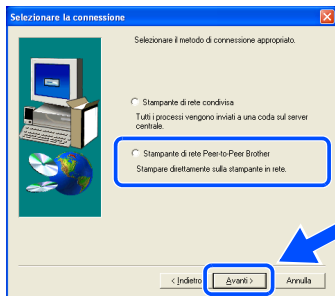 Selezionare la connessione
Selezionare il metodo di connessione appropriato.
Stampante di rete condivisa
Tutti i processi vengono inviati a una coda sul server
centrale.
Stampante di rete Peer-to-Peer Brother
Stampare direttamente sulla stampante in rete.
< Indietro
Avanti >
Annulla